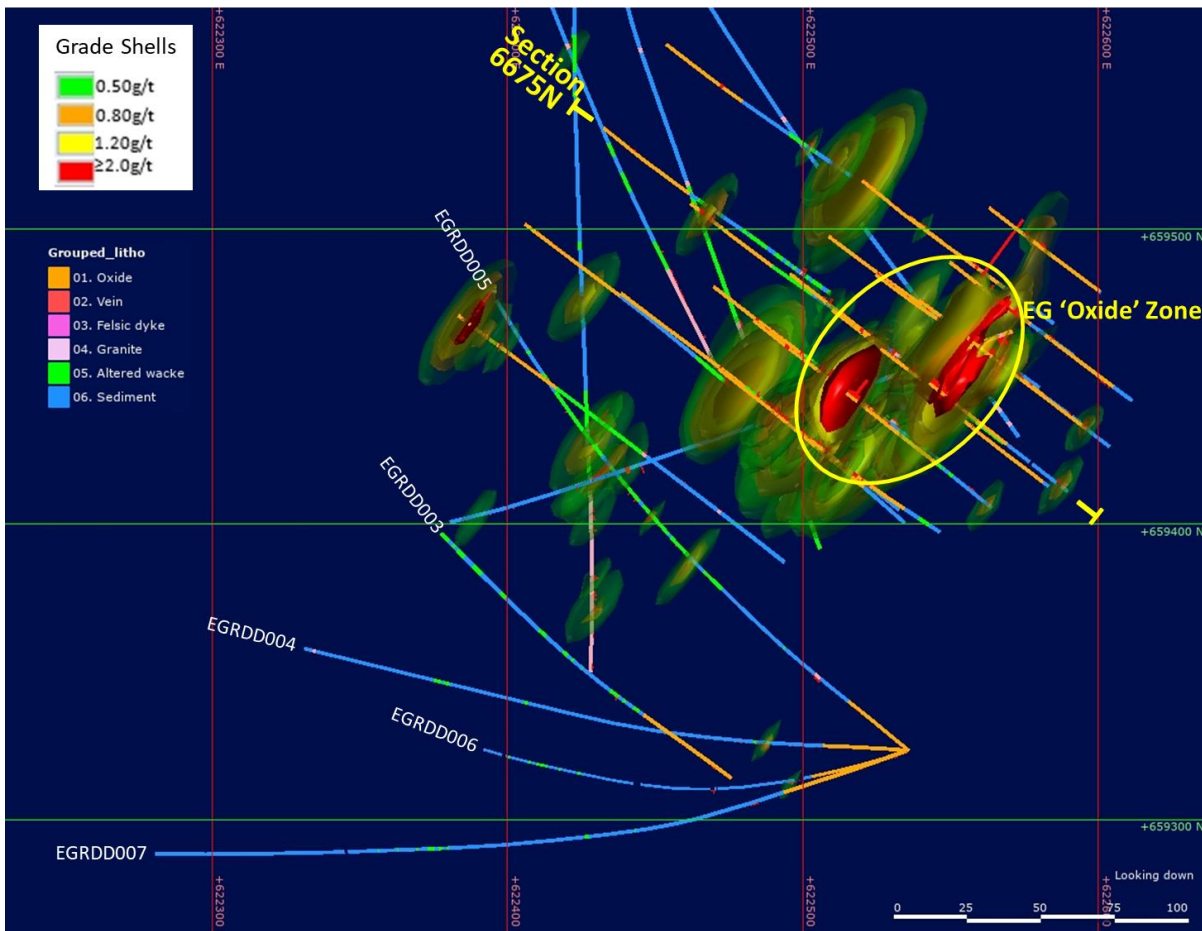 Grade Shells
0.50g/t
0.80g/t
1.20g/t
≥2.0g/t
Grouped_litho
01. Oxide
02. Vein
03. Felsic dyke
04. Granite
05. Altered wacke
06. Sediment
+622300 E
+622500 E
+622600 E
Section
6675N
EGRDD005
+659500 N
EG 'Oxide' Zone
EGRDD003
+659400 N
EGRDD004
EGRDD006
+659300 N
EGRDD007
+622300
+622400
+622500
Looking down
0 25 50 75 100